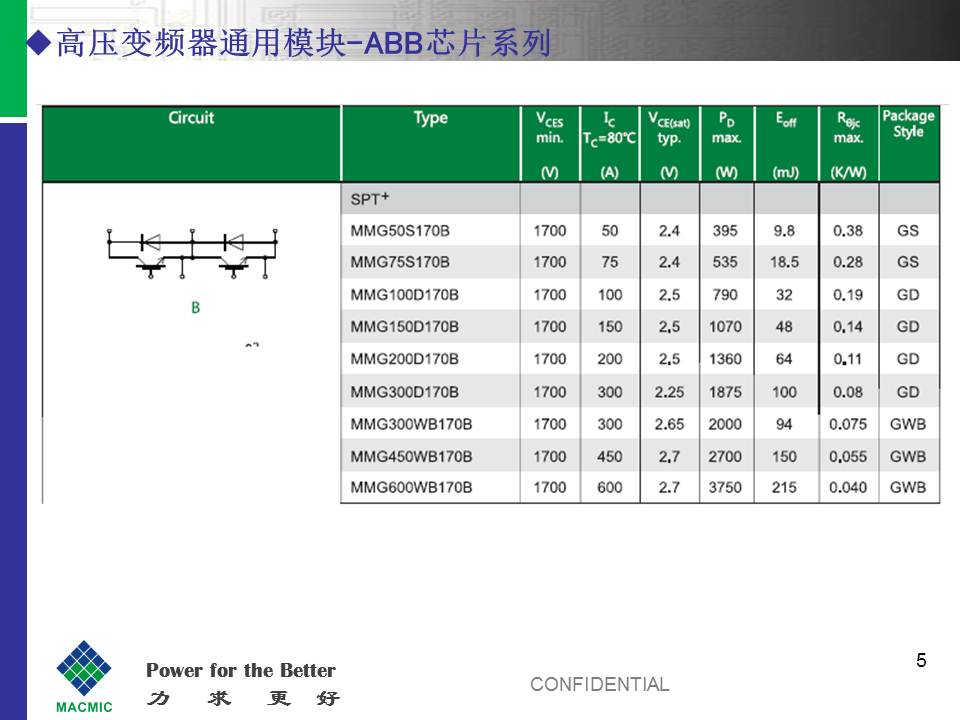 ◆高压变频器通用模块-ABB芯片系列
Circuit Type VCES min. (V) IC TC=80℃ (A) VCE(sat) typ. (V) PD max. (W) Eoff (mJ) Rθjc max. (K/W) Package Style
SPT+
MMG50S170B 1700 50 2.4 395 9.8 0.38 GS
MMG75S170B 1700 75 2.4 535 18.5 0.28 GS
MMG100D170B 1700 100 2.5 790 32 0.19 GD
MMG150D170B 1700 150 2.5 1070 48 0.14 GD
MMG200D170B 1700 200 2.5 1360 64 0.11 GD
MMG300D170B 1700 300 2.25 1875 100 0.08 GD
MMG300WB170B 1700 300 2.65 2000 94 0.075 GWB
MMG450WB170B 1700 450 2.7 2700 150 0.055 GWB
MMG600WB170B 1700 600 2.7 3750 215 0.040 GWB
B
MACMIC
Power for the Better
力 求 更 好
CONFIDENTIAL
5